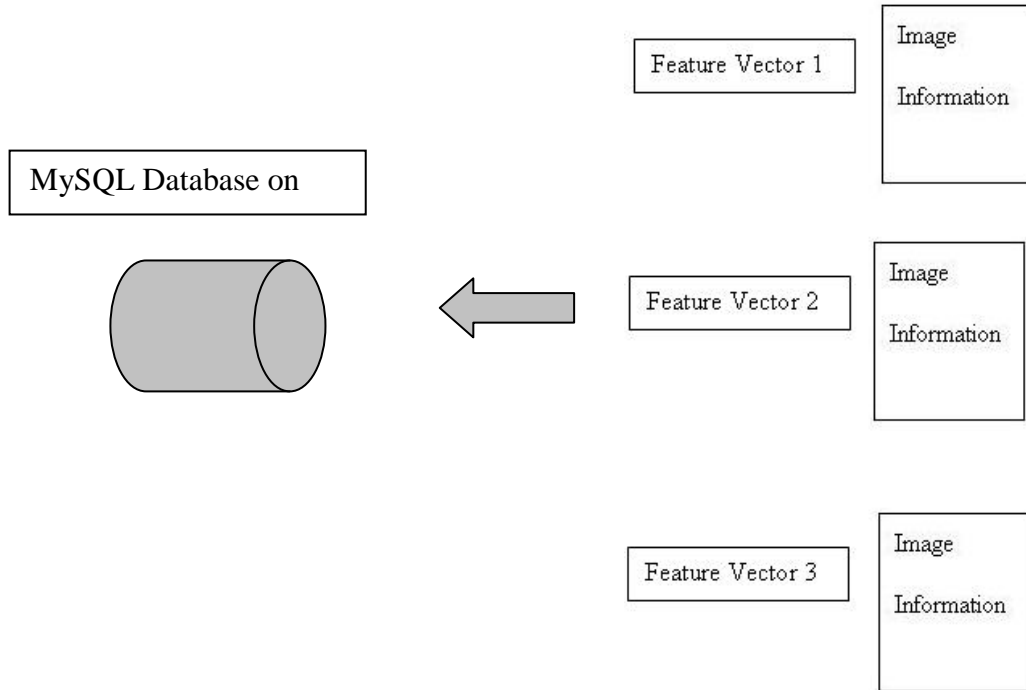 Feature Vector 1
Image
Information
MySQL Database on
Feature Vector 2
Image
Information
Feature Vector 3
Image
Information